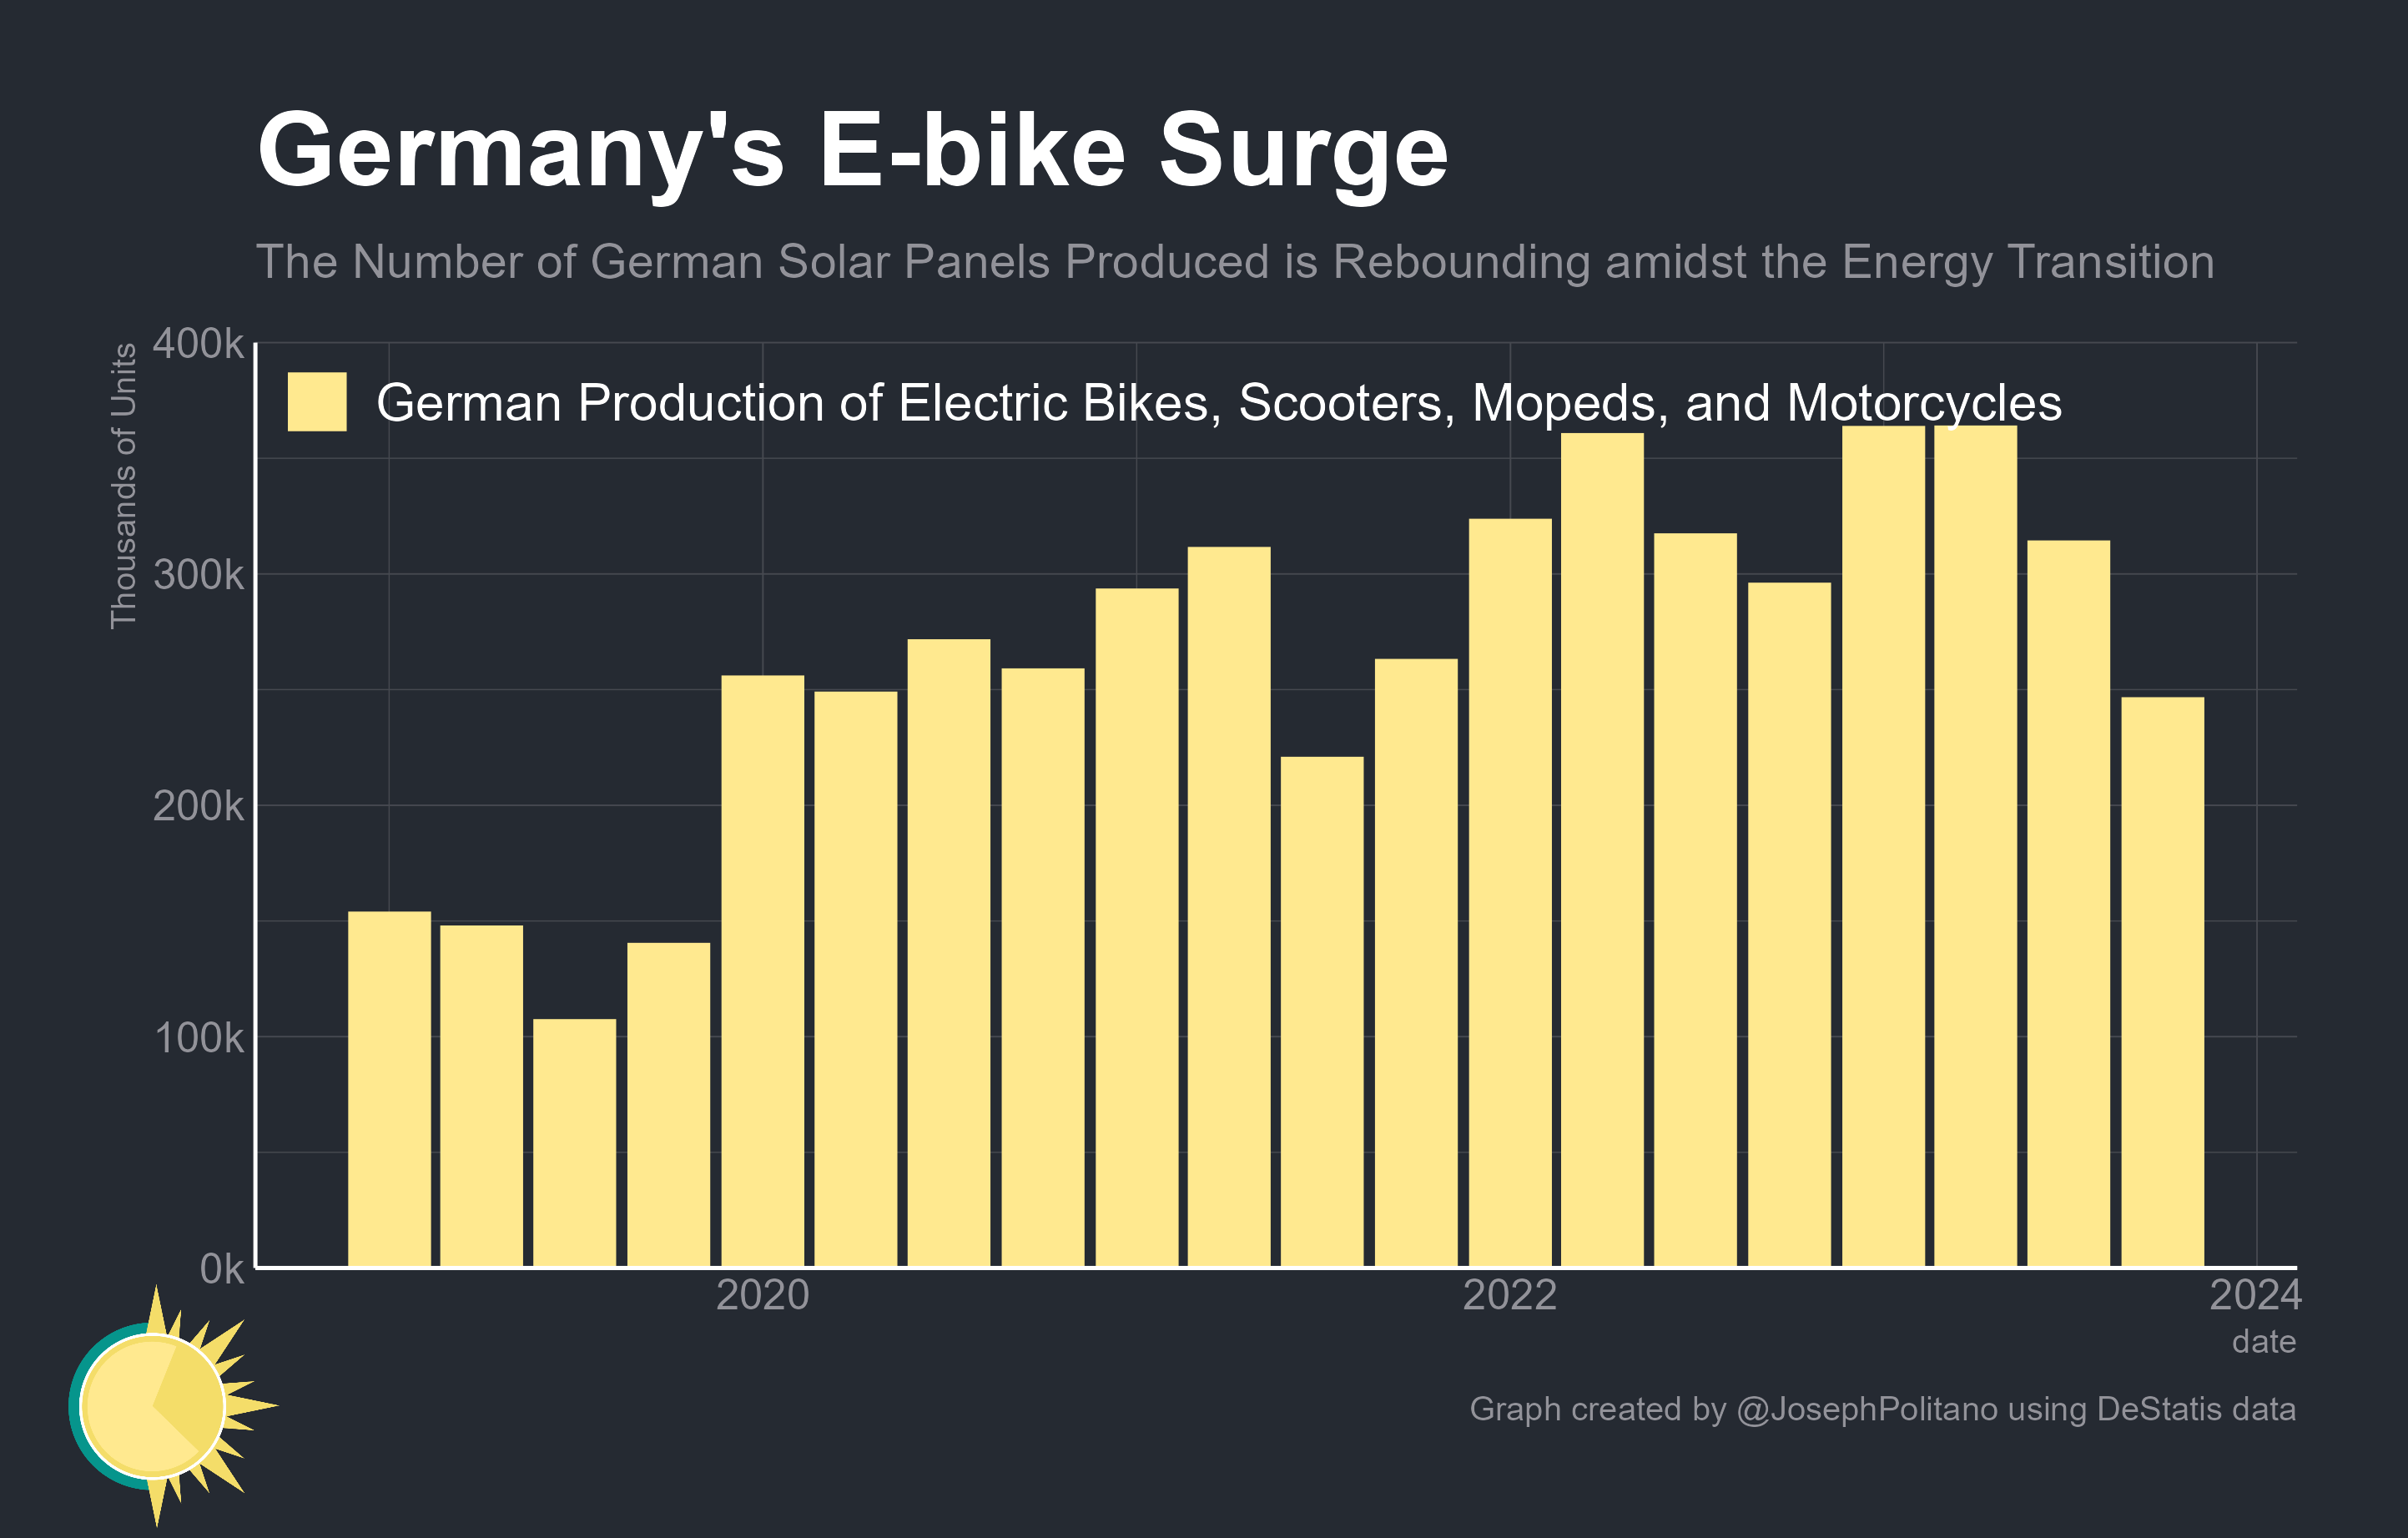 Germany's E-bike Surge
The Number of German Solar Panels Produced is Rebounding amidst the Energy Transition
Thousands of Units
400k
German Production of Electric Bikes, Scooters, Mopeds, and Motorcycles
300k
200k
100k
0k
2020
2022
2024
date
Graph created by @JosephPolitano using DeStatis data